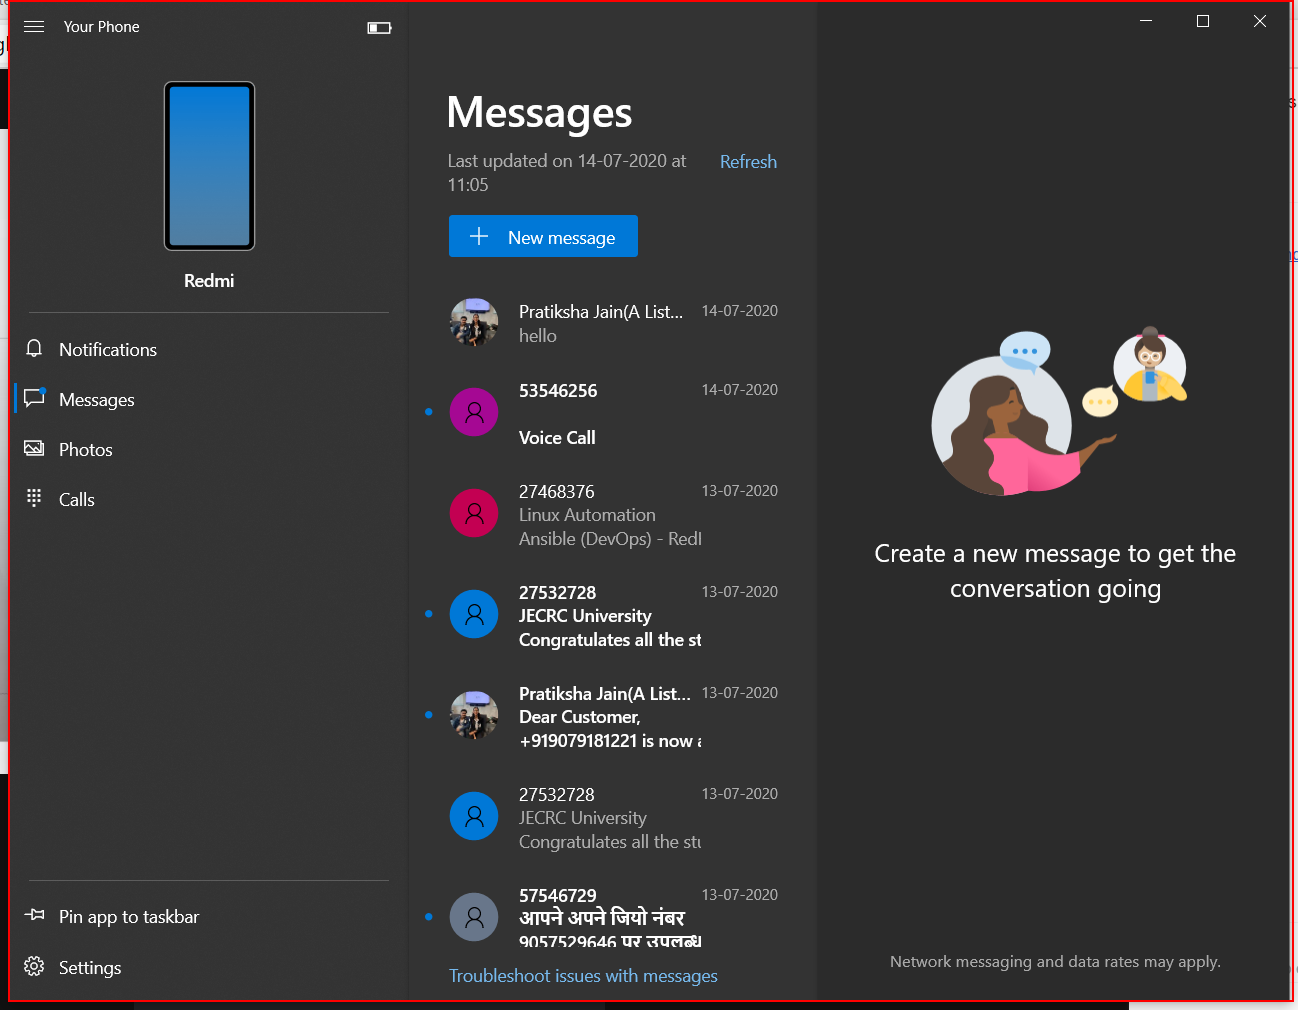 Your Phone
Redmi
Notifications
Messages
Photos
Calls
Pin app to taskbar
Settings
Messages
Last updated on 14-07-2020 at
11:05
Refresh
New message
Pratiksha Jain(A List... 14-07-2020
hello
53546256 14-07-2020
Voice Call
27468376 13-07-2020
Linux Automation
Ansible (DevOps) - Redl
27532728 13-07-2020
JECRC University
Congratulates all the st
Pratiksha Jain(A List... 13-07-2020
Dear Customer,
+919079181221 is now a
27532728 13-07-2020
JECRC University
Congratulates all the stu
57546729 13-07-2020
आपने अपने जियो नंबर
9057529646 पर उपलब्ध
Troubleshoot issues with messages
Create a new message to get the
conversation going
Network messaging and data rates may apply.